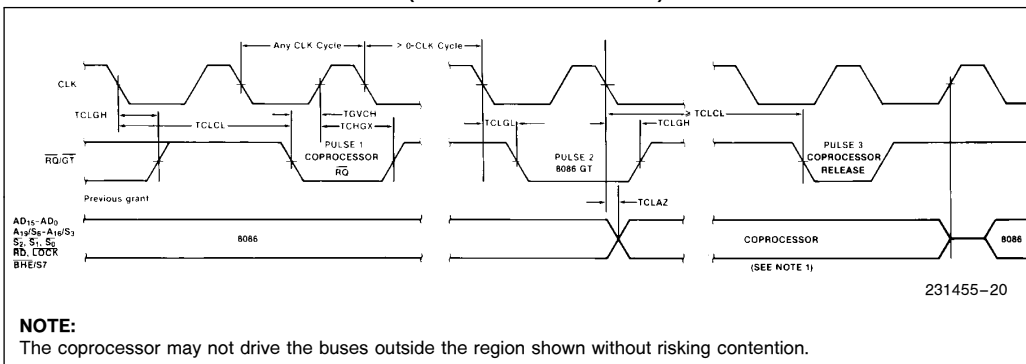 Any CLK Cycle
> 0-CLK Cycle
CLK
TCLGH
TCLCL
TGVCH
TCHGX
TCLGL
TCLGH
≥ TCLCL
RQ/GT
PULSE 1
COPROCESSOR
RQ
PULSE 2
8086 GT
PULSE 3
COPROCESSOR
RELEASE
Previous grant
TCLAZ
AD15-AD0
A19/S6-A16/S3
S2, S1, S0
RD, LOCK
BHE/S7
8086
COPROCESSOR
8086
(SEE NOTE 1)
231455-20
NOTE:
The coprocessor may not drive the buses outside the region shown without risking contention.